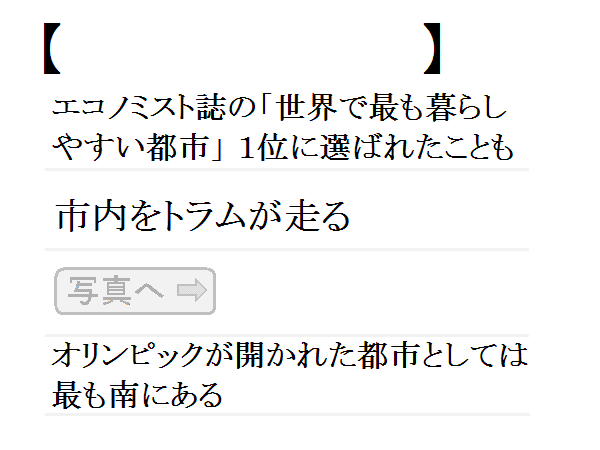 【 】
エコノミスト誌の「世界で最も暮らし
やすい都市」 1位に選ばれたことも
市内をトラムが走る
写真へ ⇨
オリンピックが開かれた都市としては
最も南にある